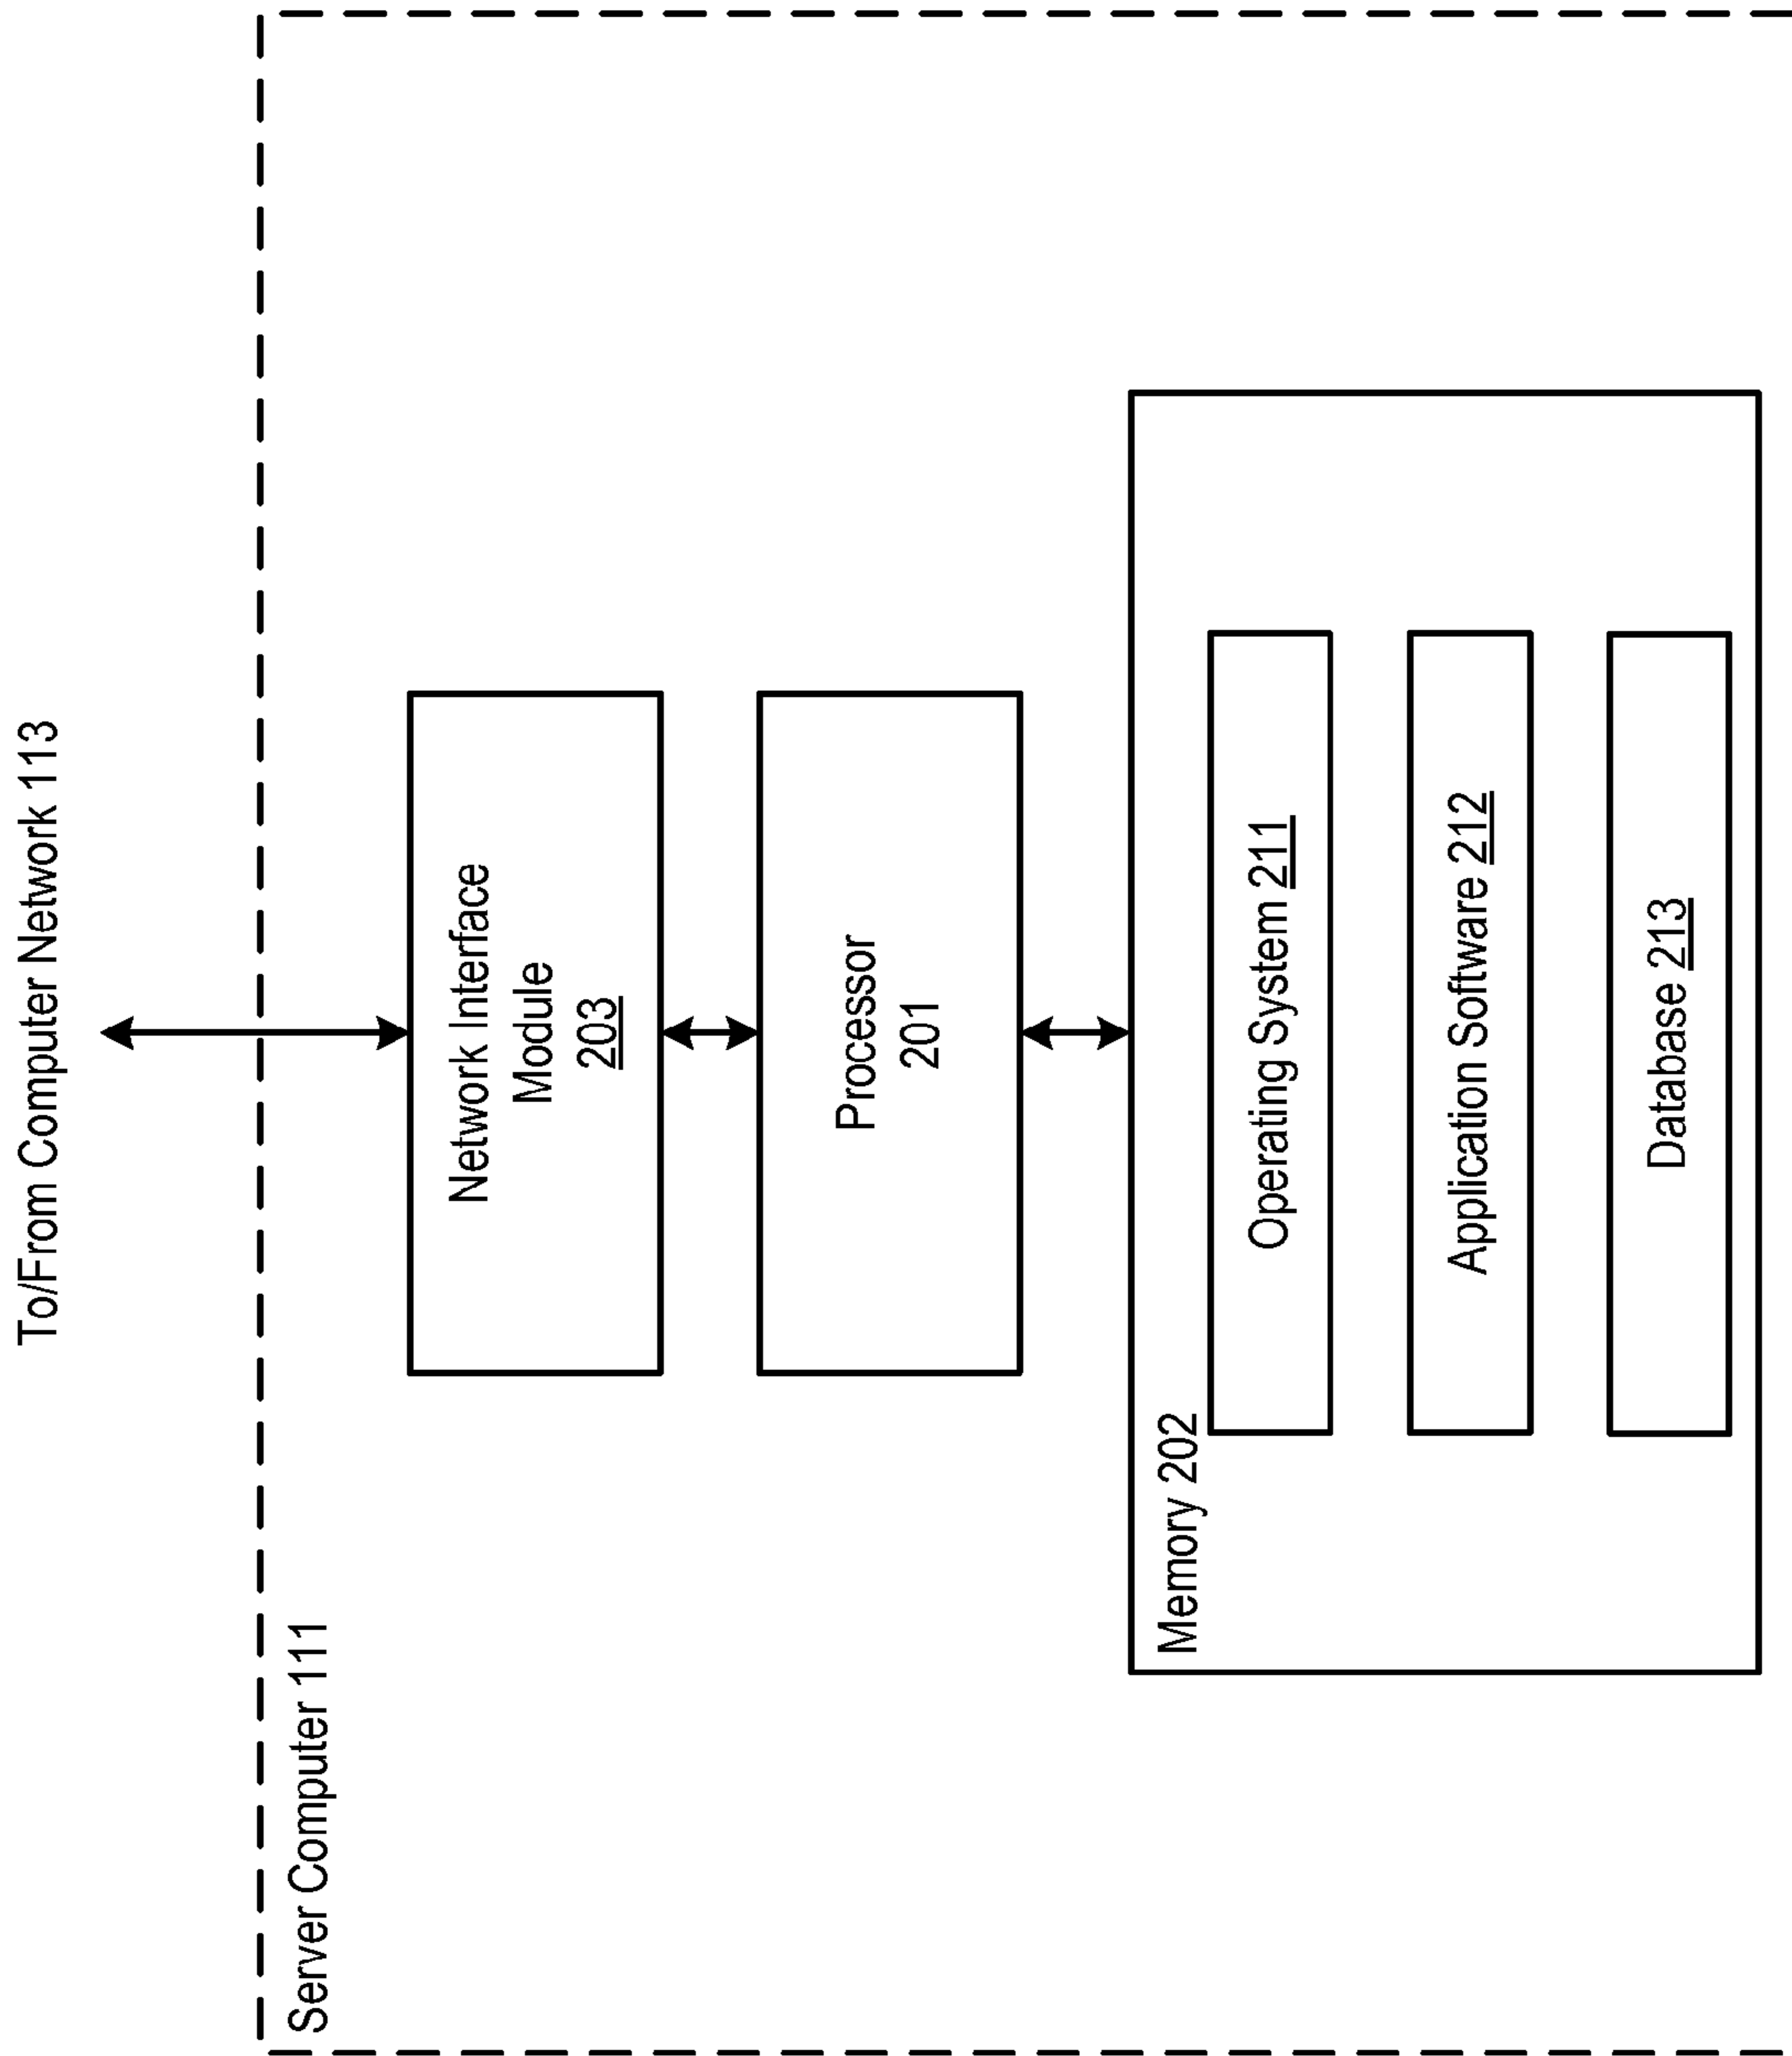 To/From Computer Network 113
Server Computer 111
Network Interface
Module
203
Processor
201
Memory 202
Operating System 211
Application Software 212
Database 213